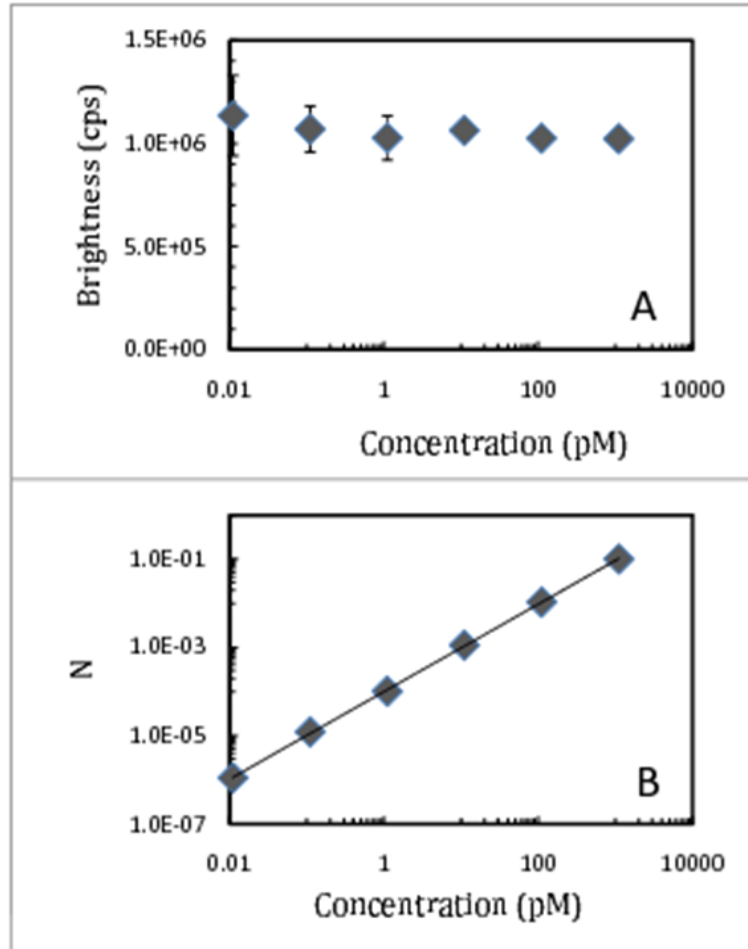 1.5E+06
1.0E+06
5.0E+05
0.0E+00
Brightness (cps)
A
0.01 1 100 10000
Concentration (pM)
1.0E-01
1.0E-03
1.0E-05
1.0E-07
N
B
0.01 1 100 10000
Concentration (pM)